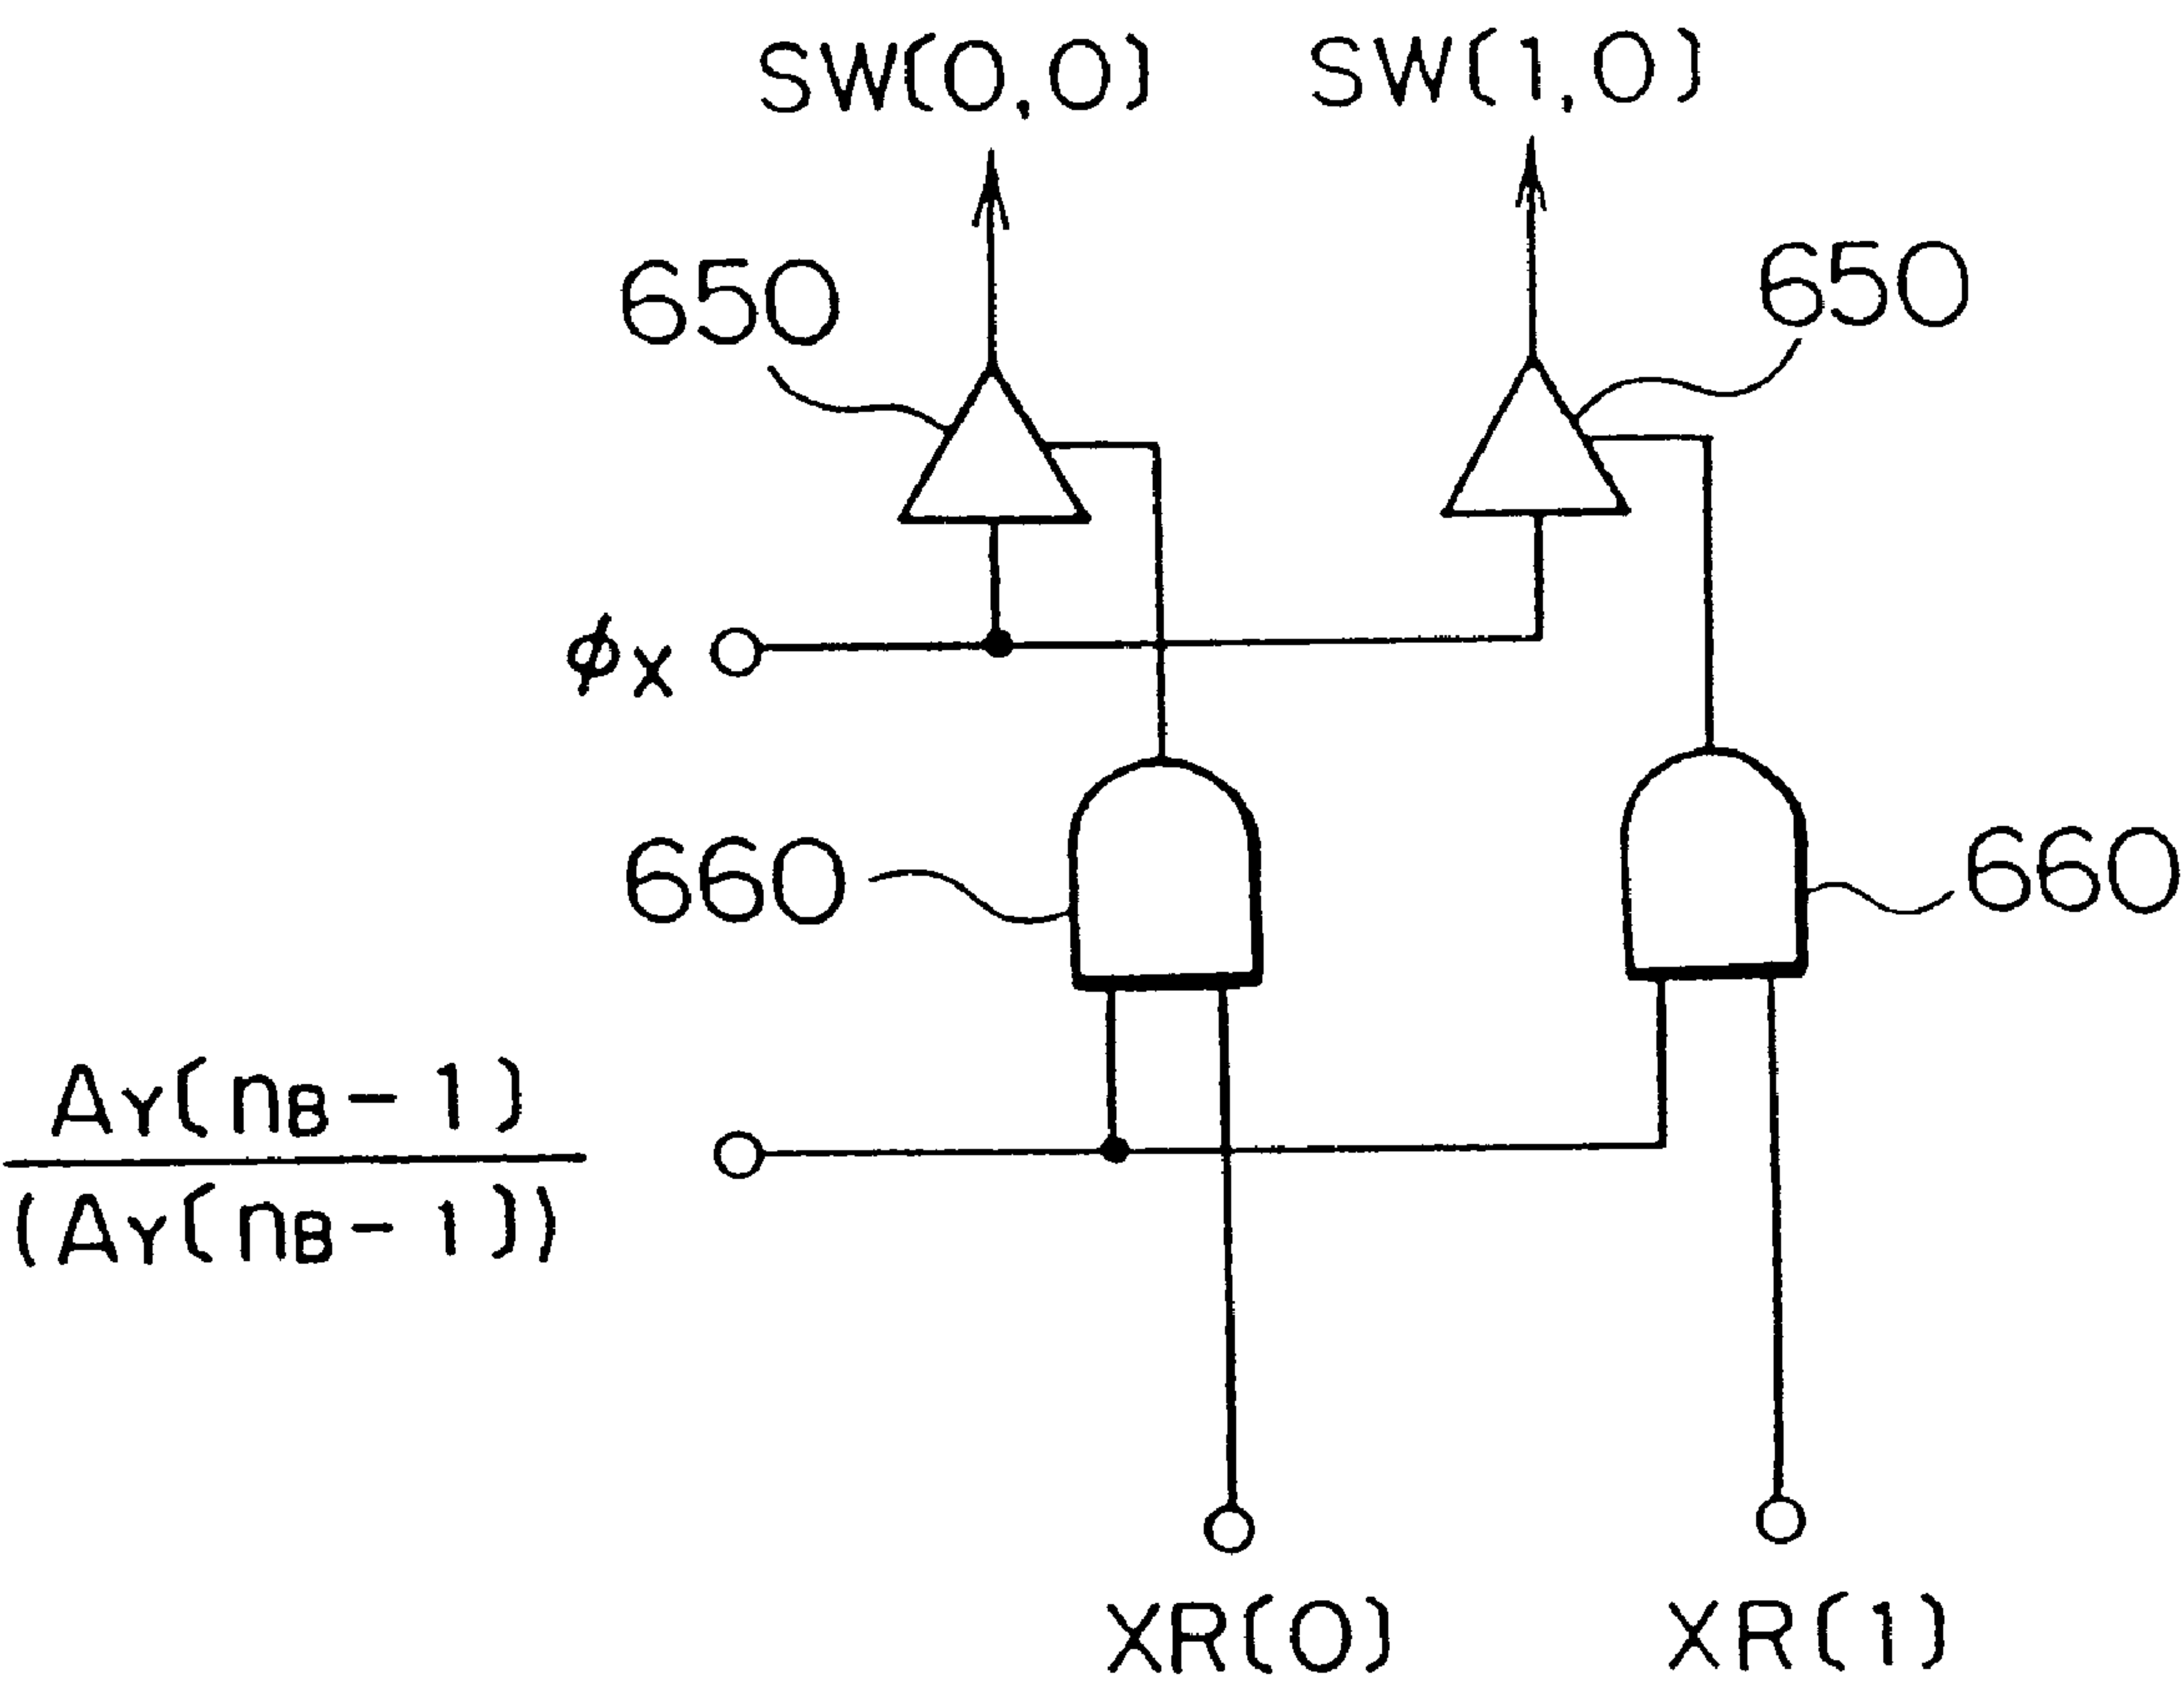 SW(0,0) SW(1,0)
650 650
ϕX
660 660
AY(nB-1)
(AY(nB-1))
XR(0) XR(1)